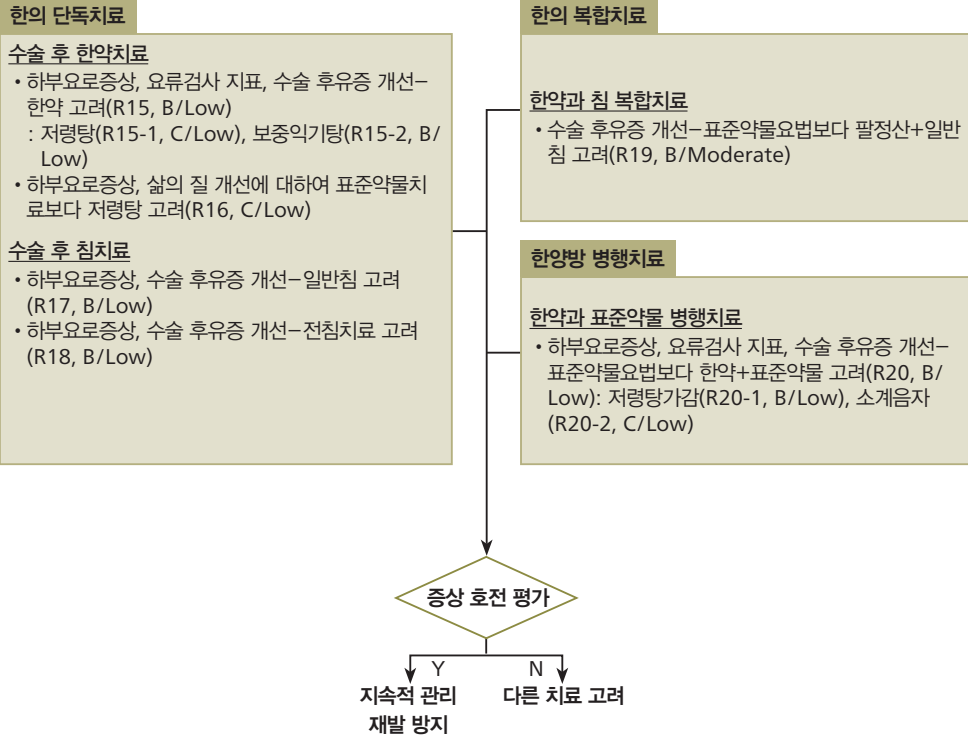 한의 단독치료
수술 후 한약치료
• 하부요로증상, 요류검사 지표, 수술 후유증 개선–
한약 고려(R15, B/Low)
: 저령탕(R15-1, C/Low), 보중익기탕(R15-2, B/
Low)
• 하부요로증상, 삶의 질 개선에 대하여 표준약물치
료보다 저령탕 고려(R16, C/Low)
수술 후 침치료
• 하부요로증상, 수술 후유증 개선–일반침 고려
(R17, B/Low)
• 하부요로증상, 수술 후유증 개선–전침치료 고려
(R18, B/Low)
한의 복합치료
한약과 침 복합치료
• 수술 후유증 개선–표준약물요법보다 팔정산+일반
침 고려(R19, B/Moderate)
한양방 병행치료
한약과 표준약물 병행치료
• 하부요로증상, 요류검사 지표, 수술 후유증 개선–
표준약물요법보다 한약+표준약물 고려(R20, B/
Low): 저령탕가감(R20-1, B/Low), 소계음자
(R20-2, C/Low)
증상 호전 평가
Y
N
지속적 관리
재발 방지
다른 치료 고려